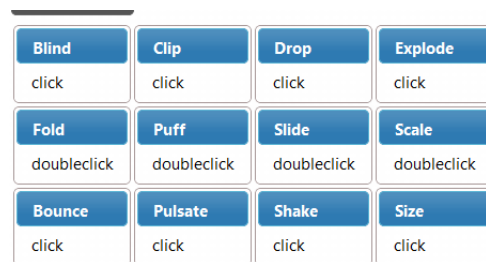 Blind Clip Drop Explode
click click click click
Fold Puff Slide Scale
doubleclick doubleclick doubleclick doubleclick
Bounce Pulsate Shake Size
click click click click